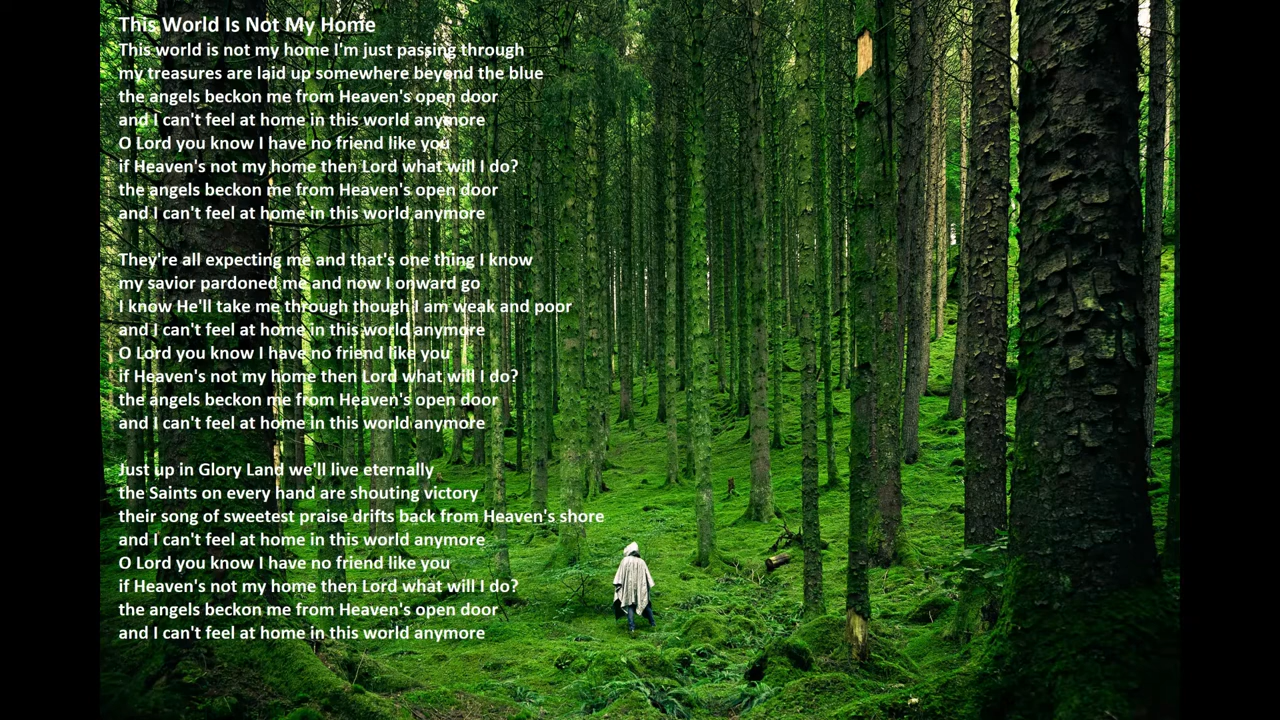 This World Is Not My Home
This world is not my home I'm just passing through
my treasures are laid up somewhere beyond the blue
the angels beckon me from Heaven's open door
and I can't feel at home in this world anymore
O Lord you know I have no friend like you
if Heaven's not my home then Lord what will I do?
the angels beckon me from Heaven's open door
and I can't feel at home in this world anymore
They're all expecting me and that's one thing I know
my savior pardoned me and now I onward go
I know He'll take me through though I am weak and poor
and I can't feel at home in this world anymore
O Lord you know I have no friend like you
if Heaven's not my home then Lord what will I do?
the angels beckon me from Heaven's open door
and I can't feel at home in this world anymore
Just up in Glory Land we'll live eternally
the Saints on every hand are shouting victory
their song of sweetest praise drifts back from Heaven's shore
and I can't feel at home in this world anymore
O Lord you know I have no friend like you
if Heaven's not my home then Lord what will I do?
the angels beckon me from Heaven's open door
and I can't feel at home in this world anymore